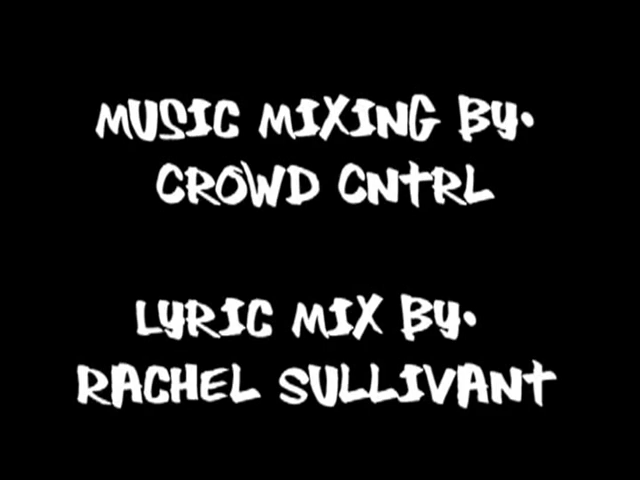 MUSIC MIXING BY.
CROWD CNTRL
LYRIC MIX BY.
RACHEL SULLIVANT